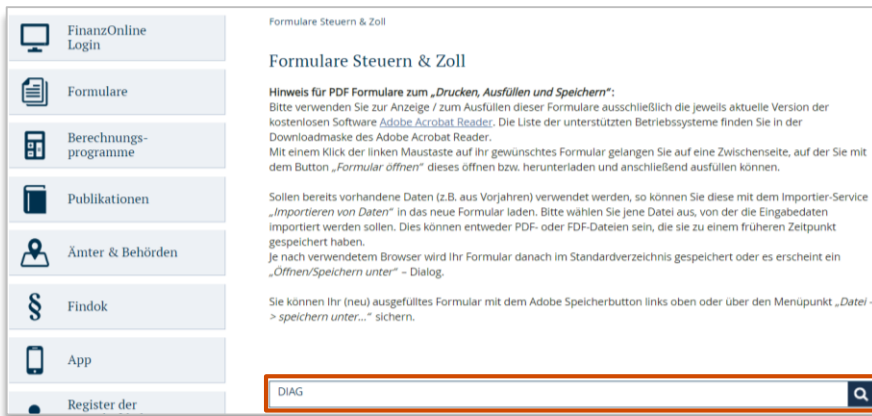 FinanzOnline
Login
Formulare
Berechnungs-
programme
Publikationen
Ämter & Behörden
Findok
App
Register der
Formulare Steuern & Zoll
Formulare Steuern & Zoll
Hinweis für PDF Formulare zum „Drucken, Ausfüllen und Speichern“:
Bitte verwenden Sie zur Anzeige / zum Ausfüllen dieser Formulare ausschließlich die jeweils aktuelle Version der
kostenlosen Software Adobe Acrobat Reader. Die Liste der unterstützten Betriebssysteme finden Sie in der
Downloadmaske des Adobe Acrobat Reader.
Mit einem Klick der linken Maustaste auf ihr gewünschtes Formular gelangen Sie auf eine Zwischenseite, auf der Sie mit
dem Button „Formular öffnen“ dieses öffnen bzw. herunterladen und anschließend ausfüllen können.
Sollen bereits vorhandene Daten (z.B. aus Vorjahren) verwendet werden, so können Sie diese mit dem Importier-Service
„Importieren von Daten“ in das neue Formular laden. Bitte wählen Sie jene Datei aus, von der die Eingabedaten
importiert werden sollen. Dies können entweder PDF- oder FDF-Dateien sein, die sie zu einem früheren Zeitpunkt
gespeichert haben.
Je nach verwendetem Browser wird Ihr Formular danach im Standardverzeichnis gespeichert oder es erscheint ein
„Öffnen/Speichern unter“ – Dialog.
Sie können Ihr (neu) ausgefülltes Formular mit dem Adobe Speicherbutton links oben oder über den Menüpunkt „Datei -
> speichern unter...“ sichern.
DIAG